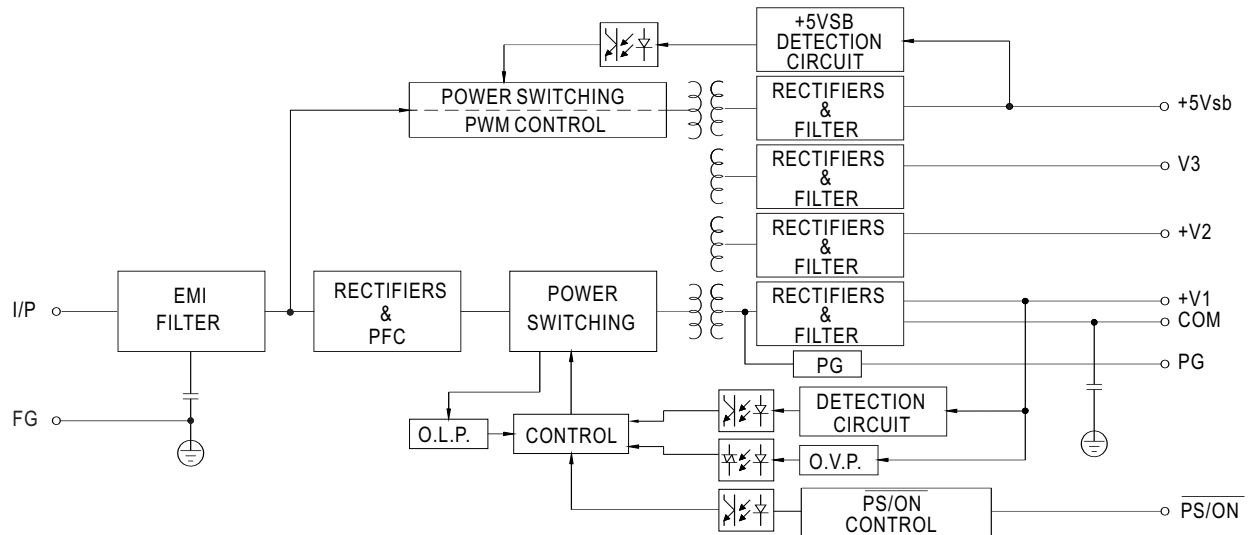 +5VSB
DETECTION
CIRCUIT
POWER SWITCHING
PWM CONTROL
RECTIFIERS
&
FILTER
+5Vsb
RECTIFIERS
&
FILTER
V3
RECTIFIERS
&
FILTER
+V2
I/P
EMI
FILTER
RECTIFIERS
&
PFC
POWER
SWITCHING
RECTIFIERS
&
FILTER
+V1
COM
PG
PG
FG
O.L.P.
CONTROL
DETECTION
CIRCUIT
O.V.P.
PS/ON
CONTROL
PS/ON